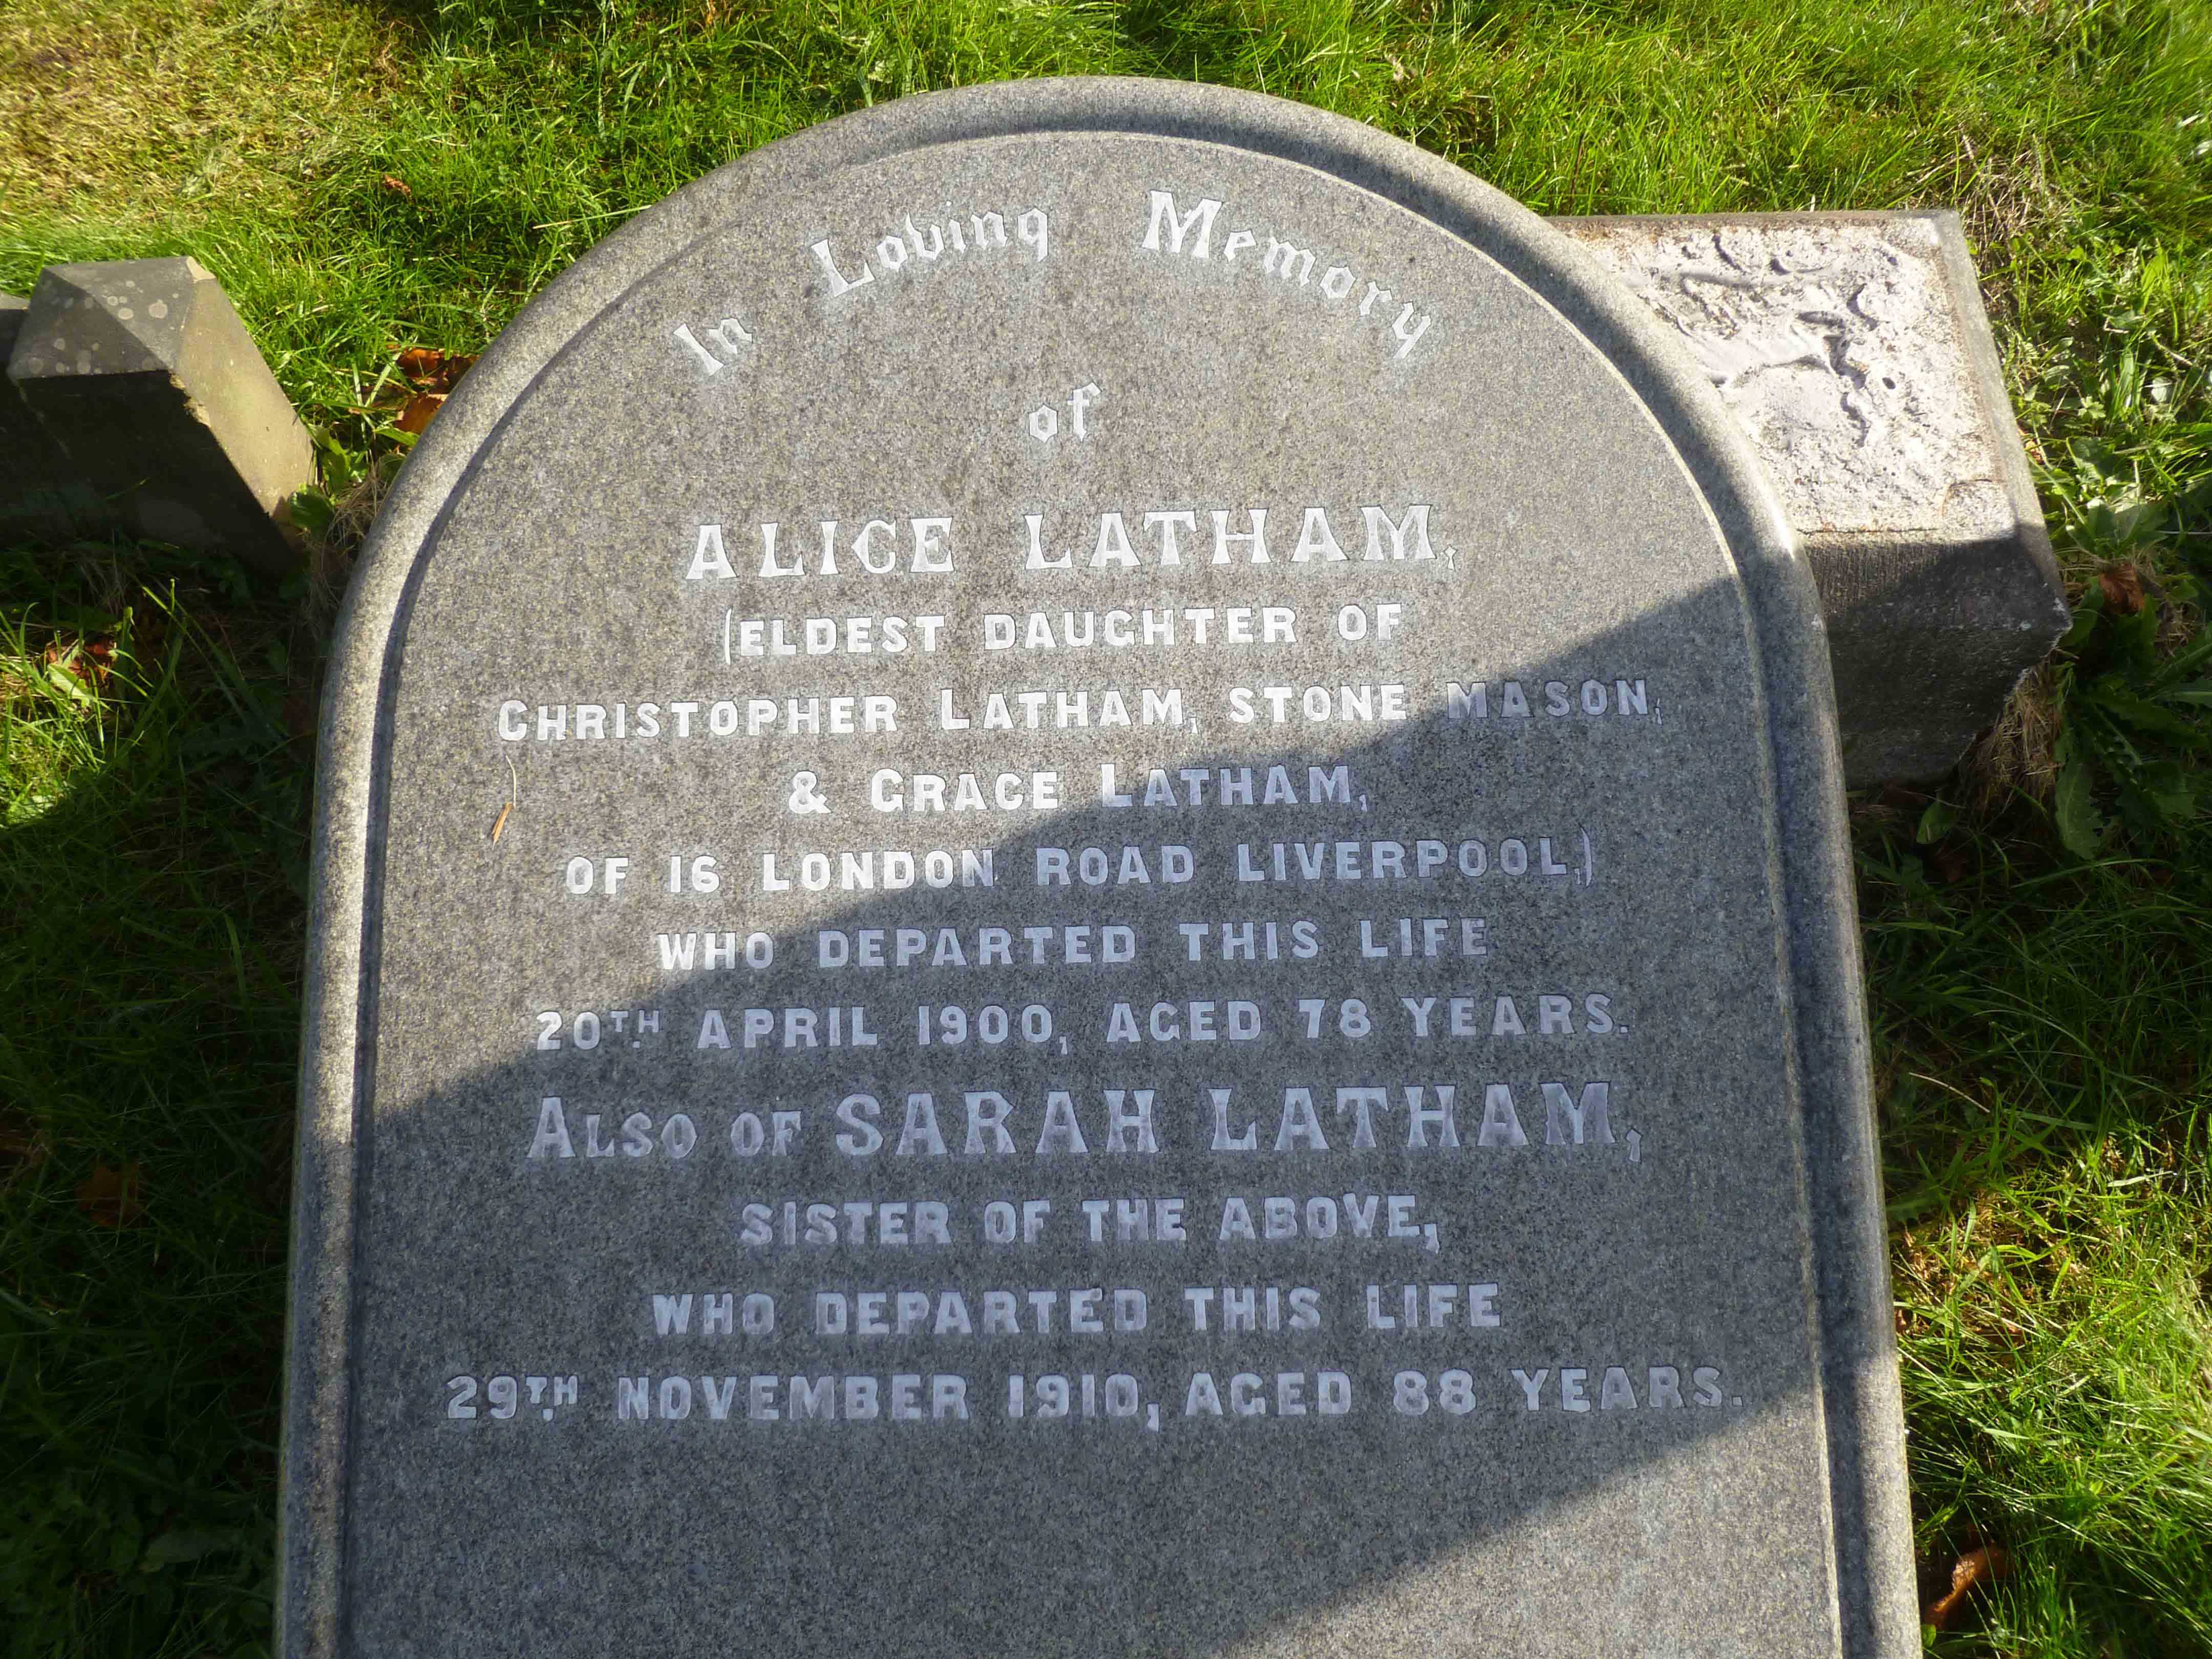 In Loving Memory
of
ALICE LATHAM,
(ELDEST DAUGHTER OF
CHRISTOPHER LATHAM, STONE MASON,
& GRACE LATHAM,
OF 16 LONDON ROAD LIVERPOOL,)
WHO DEPARTED THIS LIFE
20TH APRIL 1900, AGED 78 YEARS.
ALSO OF SARAH LATHAM,
SISTER OF THE ABOVE,
WHO DEPARTED THIS LIFE
29TH NOVEMBER 1910, AGED 88 YEARS.